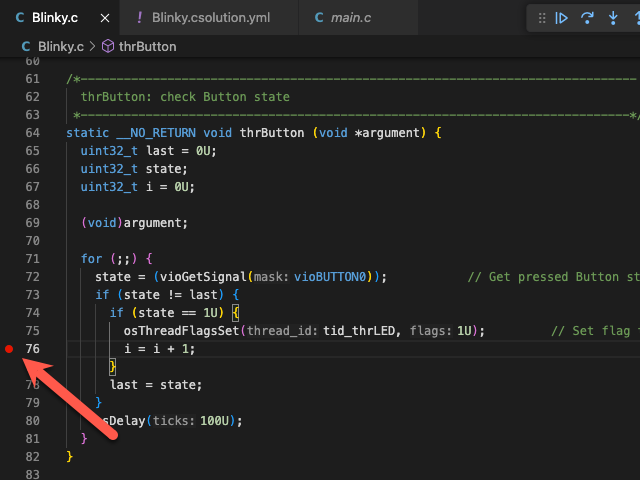 C Blinky.c × ! Blinky.csolution.yml C main.c
C Blinky.c > thrButton
60
61 /*-----------------------------------------------------------------------------
62 thrButton: check Button state
63 *----------------------------------------------------------------------------*/
64 static __NO_RETURN void thrButton (void *argument) {
65 uint32_t last = 0U;
66 uint32_t state;
67 uint32_t i = 0U;
68
69 (void)argument;
70
71 for (;;) {
72 state = (vioGetSignal(mask: vioBUTTON0)); // Get pressed Button st
73 if (state != last) {
74 if (state == 1U) {
75 osThreadFlagsSet(thread_id: tid_thrLED, flags: 1U); // Set flag
76 i = i + 1;
}
78 last = state;
79 }
80 sDelay(ticks: 100U);
81 }
82 }
83